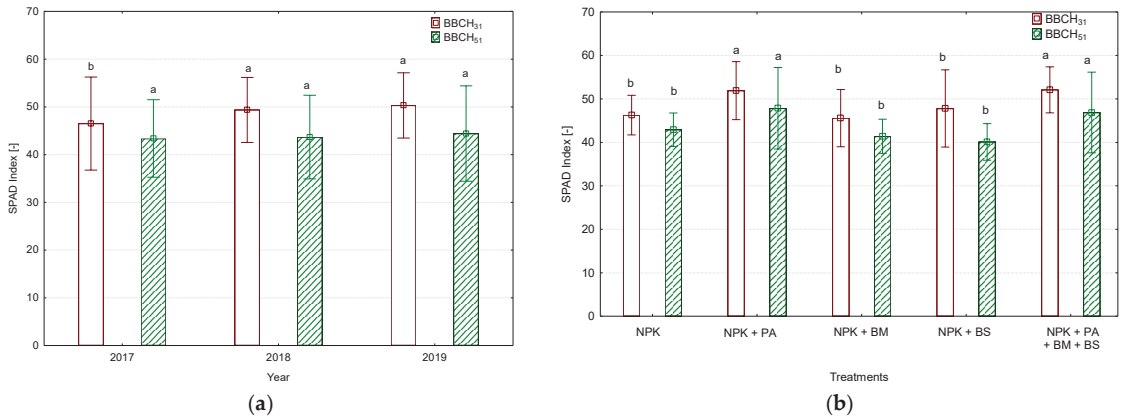 70
60
50
40
30
20
10
0
SPAD Index [-]
BBCH31
BBCH51
b
a
a
a
a
a
2017
2018
2019
Year
(a)
70
60
50
40
30
20
10
0
SPAD Index [-]
BBCH31
BBCH51
b
b
a
a
b
b
b
b
a
a
NPK
NPK + PA
NPK + BM
NPK + BS
NPK + PA
+ BM + BS
Treatments
(b)